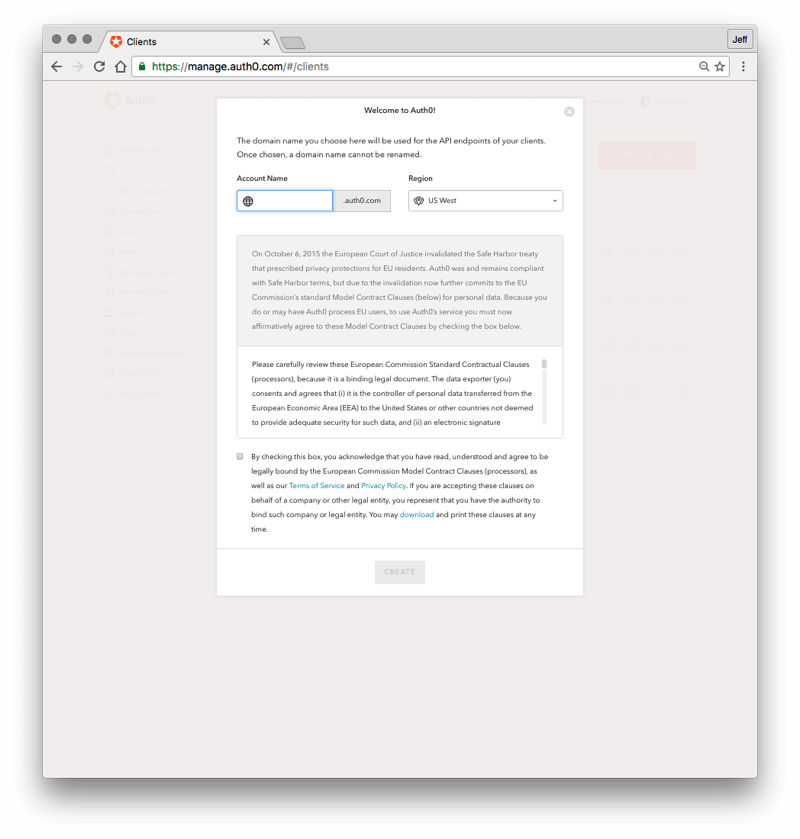 Clients
Jeff
https://manage.auth0.com/#/clients
Auth0
Welcome to Auth0!
The domain name you choose here will be used for the API endpoints of your clients.
Once chosen, a domain name cannot be renamed.
Account Name
Region
.auth0.com
US West
On October 6, 2015 the European Court of Justice invalidated the Safe Harbor treaty
that prescribed privacy protections for EU residents. Auth0 was and remains compliant
with Safe Harbor terms, but due to the invalidation now further commits to the EU
Commission's standard Model Contract Clauses (below) for personal data. Because you
do or may have Auth0 process EU users, to use Auth0's service you must now
affirmatively agree to these Model Contract Clauses by checking the box below.
Please carefully review these European Commission Standard Contractual Clauses
(processors), because it is a binding legal document. The data exporter (you)
consents and agrees that (i) it is the controller of personal data transferred from the
European Economic Area (EEA) to the United States or other countries not deemed
to provide adequate security for such data, and (ii) an electronic signature
By checking this box, you acknowledge that you have read, understood and agree to be
legally bound by the European Commission Model Contract Clauses (processors), as
well as our Terms of Service and Privacy Policy. If you are accepting these clauses on
behalf of a company or other legal entity, you represent that you have the authority to
bind such company or legal entity. You may download and print these clauses at any
time.
CREATE